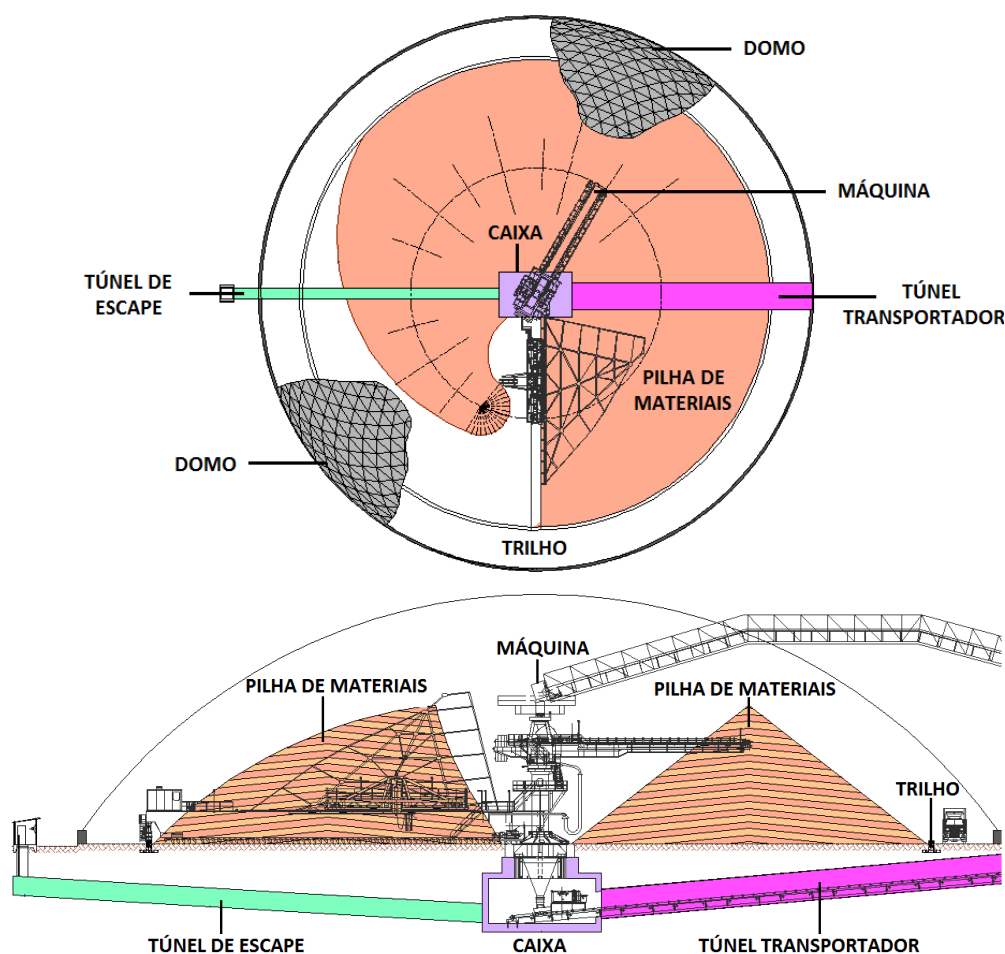 DOMO
MÁQUINA
CAIXA
TÚNEL DE
ESCAPE
TÚNEL
TRANSPORTADOR
PILHA DE
MATERIAIS
DOMO
TRILHO
MÁQUINA
PILHA DE MATERIAIS
PILHA DE MATERIAIS
TRILHO
TÚNEL DE ESCAPE
CAIXA
TÚNEL TRANSPORTADOR